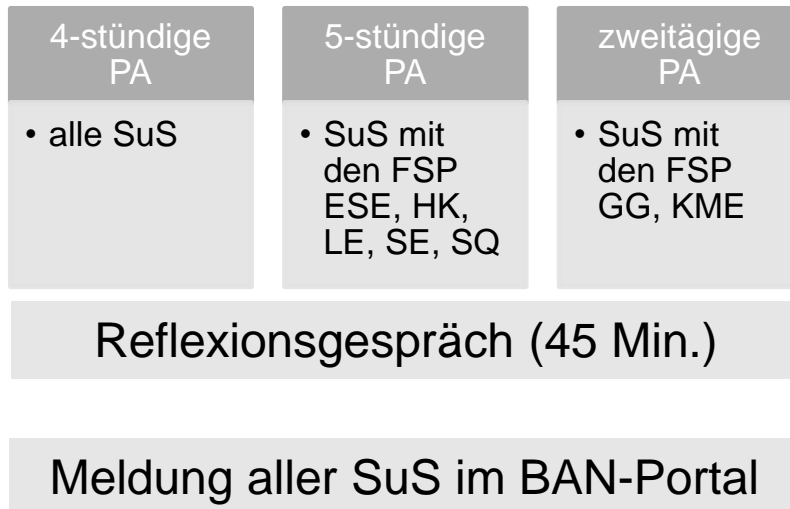 4-stündige
PA
• alle SuS
5-stündige
PA
• SuS mit
den FSP
ESE, HK,
LE, SE, SQ
zweitägige
PA
• SuS mit
den FSP
GG, KME
Reflexionsgespräch (45 Min.)
Meldung aller SuS im BAN-Portal